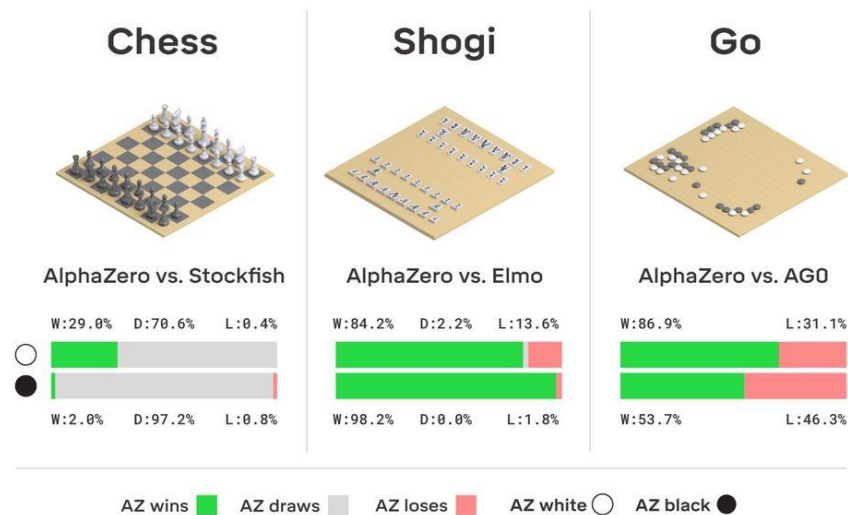 Chess
Shogi
Go
AlphaZero vs. Stockfish
AlphaZero vs. Elmo
AlphaZero vs. AG0
W:29.0% D:70.6% L:0.4%
W:84.2% D:2.2% L:13.6%
W:86.9% L:31.1%
W:2.0% D:97.2% L:0.8%
W:98.2% D:0.0% L:1.8%
W:53.7% L:46.3%
AZ wins
AZ draws
AZ loses
AZ white
AZ black